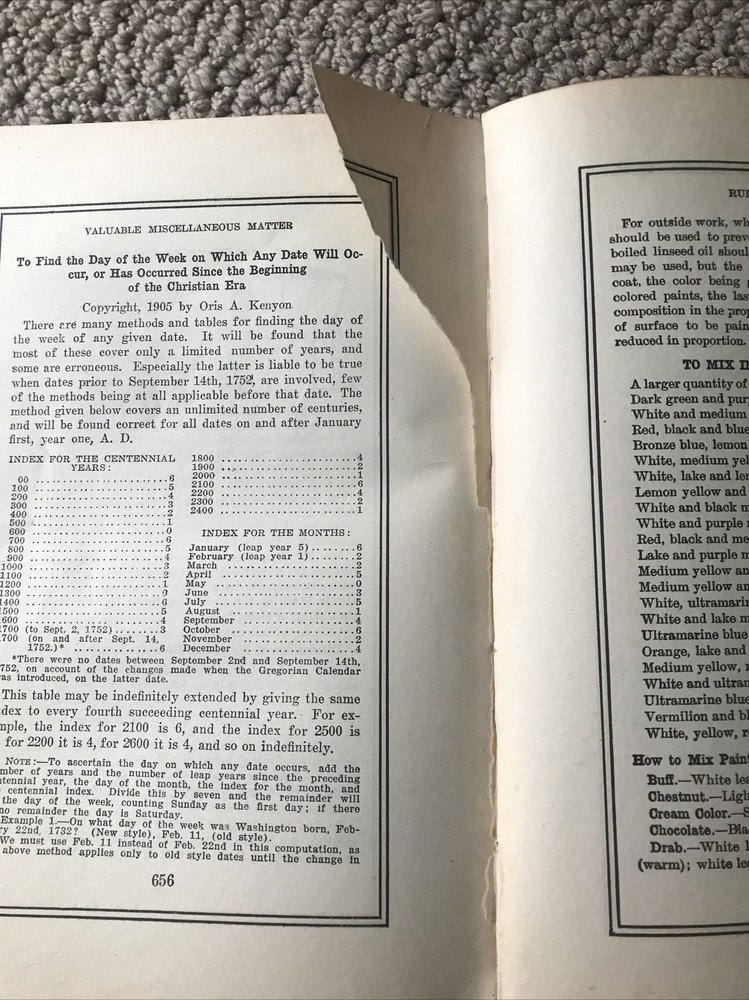 VALUABLE MISCELLANEOUS MATTER
To Find the Day of the Week on Which Any Date Will Oc-
cur, or Has Occurred Since the Beginning
of the Christian Era
Copyright, 1905 by Oris A. Kenyon
There are many methods and tables for finding the day of
the week of any given date. It will be found that the
most of these cover only a limited number of years, and
some are erroneous. Especially the latter is liable to be true
when dates prior to September 14th, 1752, are involved, few
of the methods being at all applicable before that date. The
method given below covers an unlimited number of centuries,
and will be found correct for all dates on and after January
first, year one, A. D.
INDEX FOR THE CENTENNIAL
YEARS:
00 ..............................6
100 ..............................5
200 ..............................4
300 ..............................3
400 ..............................2
500 ..............................1
600 ..............................0
700 ..............................6
800 ..............................5
900 ..............................4
1000 ..............................3
1100 ..............................2
1200 ..............................1
1300 ..............................0
1400 ..............................6
1500 ..............................5
1600 ..............................4
1700 (to Sept. 2, 1752)........3
1700 (on and after Sept. 14,
1752.)* ....................6
1800 ..............................4
1900 ..............................2
2000 ..............................1
2100 ..............................6
2200 ..............................4
2300 ..............................2
2400 ..............................1
INDEX FOR THE MONTHS:
January (leap year 5)........6
February (leap year 1)........2
March ........................2
April ........................5
May ........................0
June ........................3
July ........................5
August ........................1
September ........................4
October ........................6
November ........................2
December ........................4
*There were no dates between September 2nd and September 14th,
752, on account of the changes made when the Gregorian Calendar
as introduced, on the latter date.
This table may be indefinitely extended by giving the same
dex to every fourth succeeding centennial year. For ex-
mple, the index for 2100 is 6, and the index for 2500 is
for 2200 it is 4, for 2600 it is 4, and so on indefinitely.
NOTE:—To ascertain the day on which any date occurs, add the
mber of years and the number of leap years since the preceding
tennial year, the day of the month, the index for the month, and
centennial index. Divide this by seven and the remainder will
the day of the week, counting Sunday as the first day; if there
no remainder the day is Saturday.
Example 1.—On what day of the week was Washington born, Feb-
ry 22nd, 1732? (New style), Feb. 11, (old style).
We must use Feb. 11 instead of Feb. 22nd in this computation, as
above method applies only to old style dates until the change in
656
RUL
For outside work, wh
should be used to prev
boiled linseed oil shoul
may be used, but the
coat, the color being
colored paints, the las
composition in the prop
of surface to be pain
reduced in proportion.
TO MIX I
A larger quantity of
Dark green and pur
White and medium
Red, black and blue
Bronze blue, lemon
White, medium yel
White, lake and lem
Lemon yellow and
White and black m
White and purple
Red, black and me
Lake and purple m
Medium yellow an
Medium yellow an
White, ultramarin
White and lake m
Ultramarine blue
Orange, lake and
Medium yellow,
White and ultran
Ultramarine blue
Vermilion and bl
White, yellow, r
How to Mix Pain
Buff.—White lea
Chestnut.—Ligh
Cream Color.—S
Chocolate.—Bla
Drab.—White l
(warm); white lea